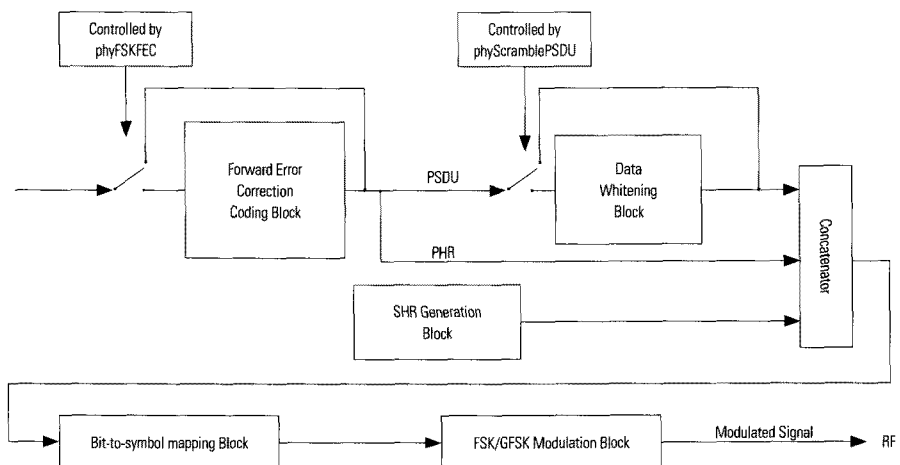 Controlled by
phyFSKFEC
Controlled by
phyScramblePSDU
Forward Error
Correction
Coding Block
PSDU
Data
Whitening
Block
PHR
Concatenator
SHR Generation
Block
Bit-to-symbol mapping Block
FSK/GFSK Modulation Block
Modulated Signal
RF